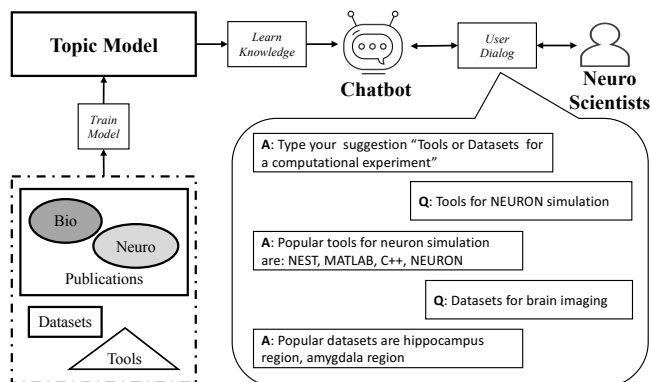 Topic Model
Learn
Knowledge
Chatbot
User
Dialog
Neuro
Scientists
Train
Model
Bio
Neuro
Publications
Datasets
Tools
A: Type your suggestion “Tools or Datasets for
a computational experiment”
Q: Tools for NEURON simulation
A: Popular tools for neuron simulation
are: NEST, MATLAB, C++, NEURON
Q: Datasets for brain imaging
A: Popular datasets are hippocampus
region, amygdala region